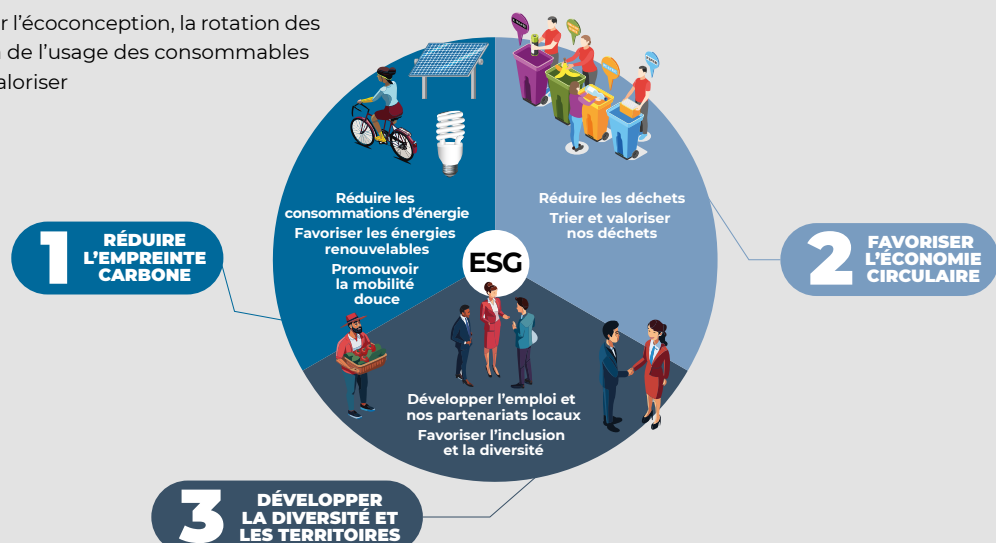 r l'écoconception, la rotation des
de l'usage des consommables
aloriser
Réduire les
consommations d'énergie
Favoriser les énergies
renouvelables
Promouvoir
la mobilité
douce
Réduire les déchets
Trier et valoriser
nos déchets
ESG
1
RÉDUIRE
L'EMPREINTE
CARBONE
2
FAVORISER
L'ÉCONOMIE
CIRCULAIRE
Développer l'emploi et
nos partenariats locaux
Favoriser l'inclusion
et la diversité
3
DÉVELOPPER
LA DIVERSITÉ ET
LES TERRITOIRES